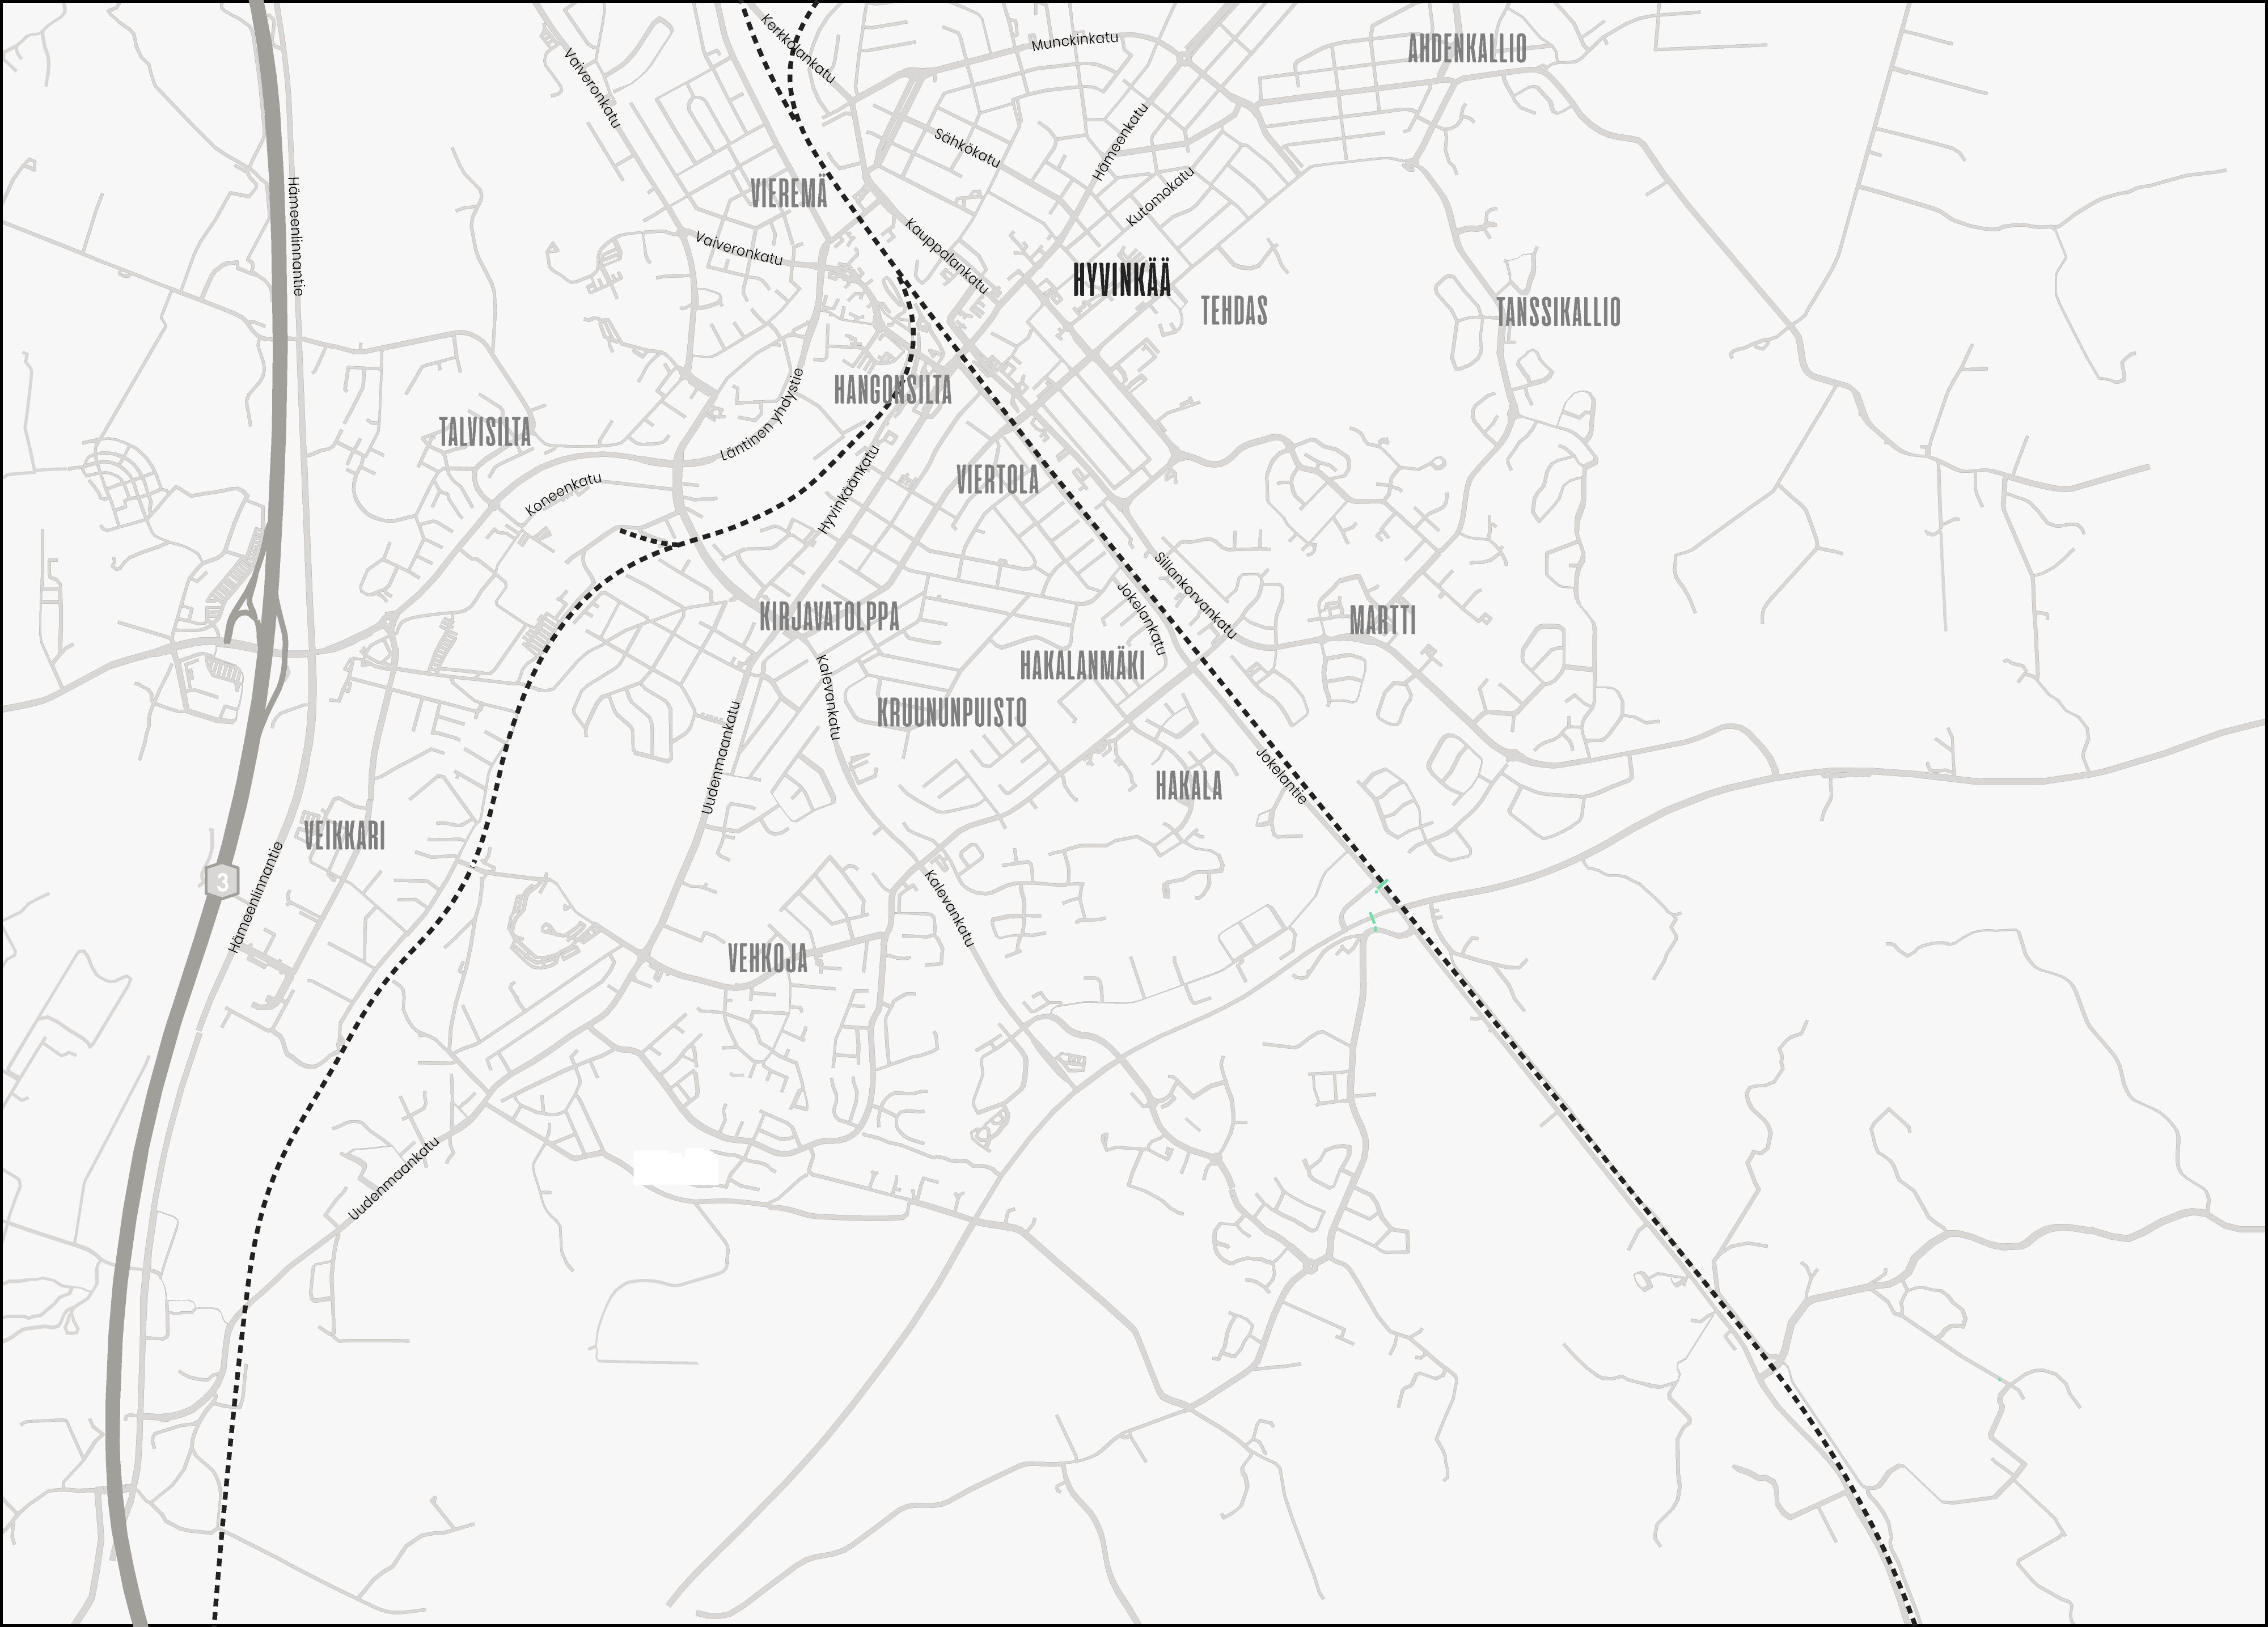 Kerkkolankatu
Munckinkatu
AHDENKALLIO
Vaiveronkatu
Sähkökatu
Hämeenkatu
VIEREMÄ
Kutomokatu
Hämeenlinnantie
Vaiveronkatu
Kauppalankatu
HYVINKÄÄ
TEHDAS
TANSSIKALLIO
HANGONSILTA
Läntinen yhdystie
TALVISILTA
VIERTOLA
Koneenkatu
Hyvinkäänkatu
Sillankorvankatu
Jokelankatu
KIRJAVATOLPPA
MARTTI
HAKALANMÄKI
Kalevankatu
KRUUNUNPUISTO
Uudenmaankatu
Jokelantie
HAKALA
VEIKKARI
3
Hämeenlinnantie
Kalevankatu
VEHKOJA
Uudenmaankatu